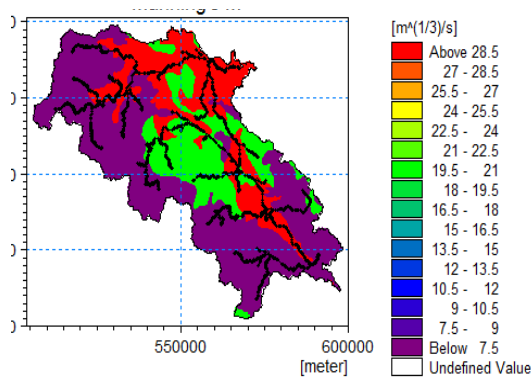 [m^(1/3)/s]
Above 28.5
27 - 28.5
25.5 - 27
24 - 25.5
22.5 - 24
21 - 22.5
19.5 - 21
18 - 19.5
16.5 - 18
15 - 16.5
13.5 - 15
12 - 13.5
10.5 - 12
9 - 10.5
7.5 - 9
Below 7.5
Undefined Value
550000
600000
[meter]